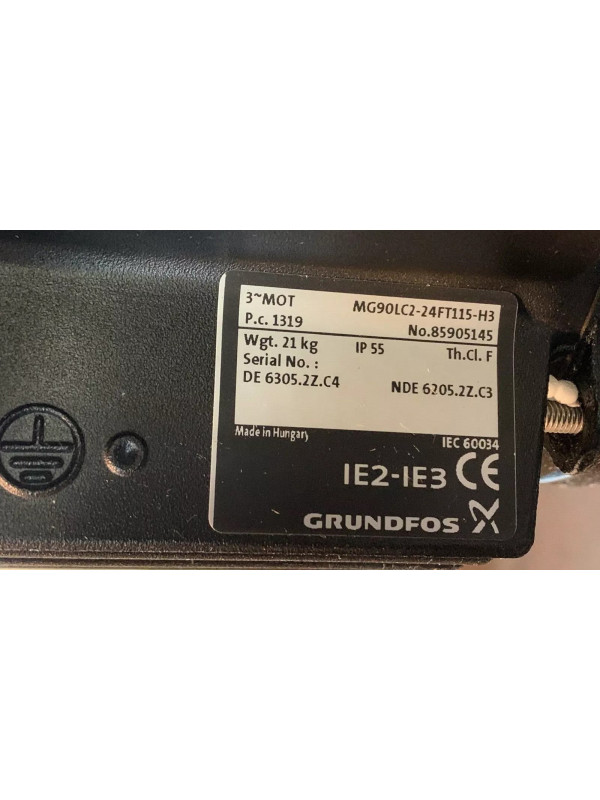 3~MOT MG90LC2-24FT115-H3
P.c. 1319 No.85905145
Wgt. 21 kg IP 55 Th.Cl. F
Serial No. :
DE 6305.2Z.C4 NDE 6205.2Z.C3
Made in Hungary IEC 60034
IE2-IE3 CE
GRUNDFOS